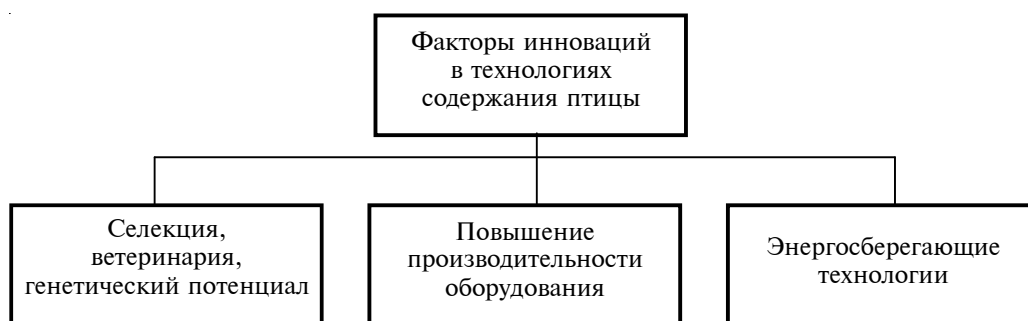 Факторы инноваций
в технологиях
содержания птицы
Селекция,
ветеринария,
генетический потенциал
Повышение
производительности
оборудования
Энергосберегающие
технологии